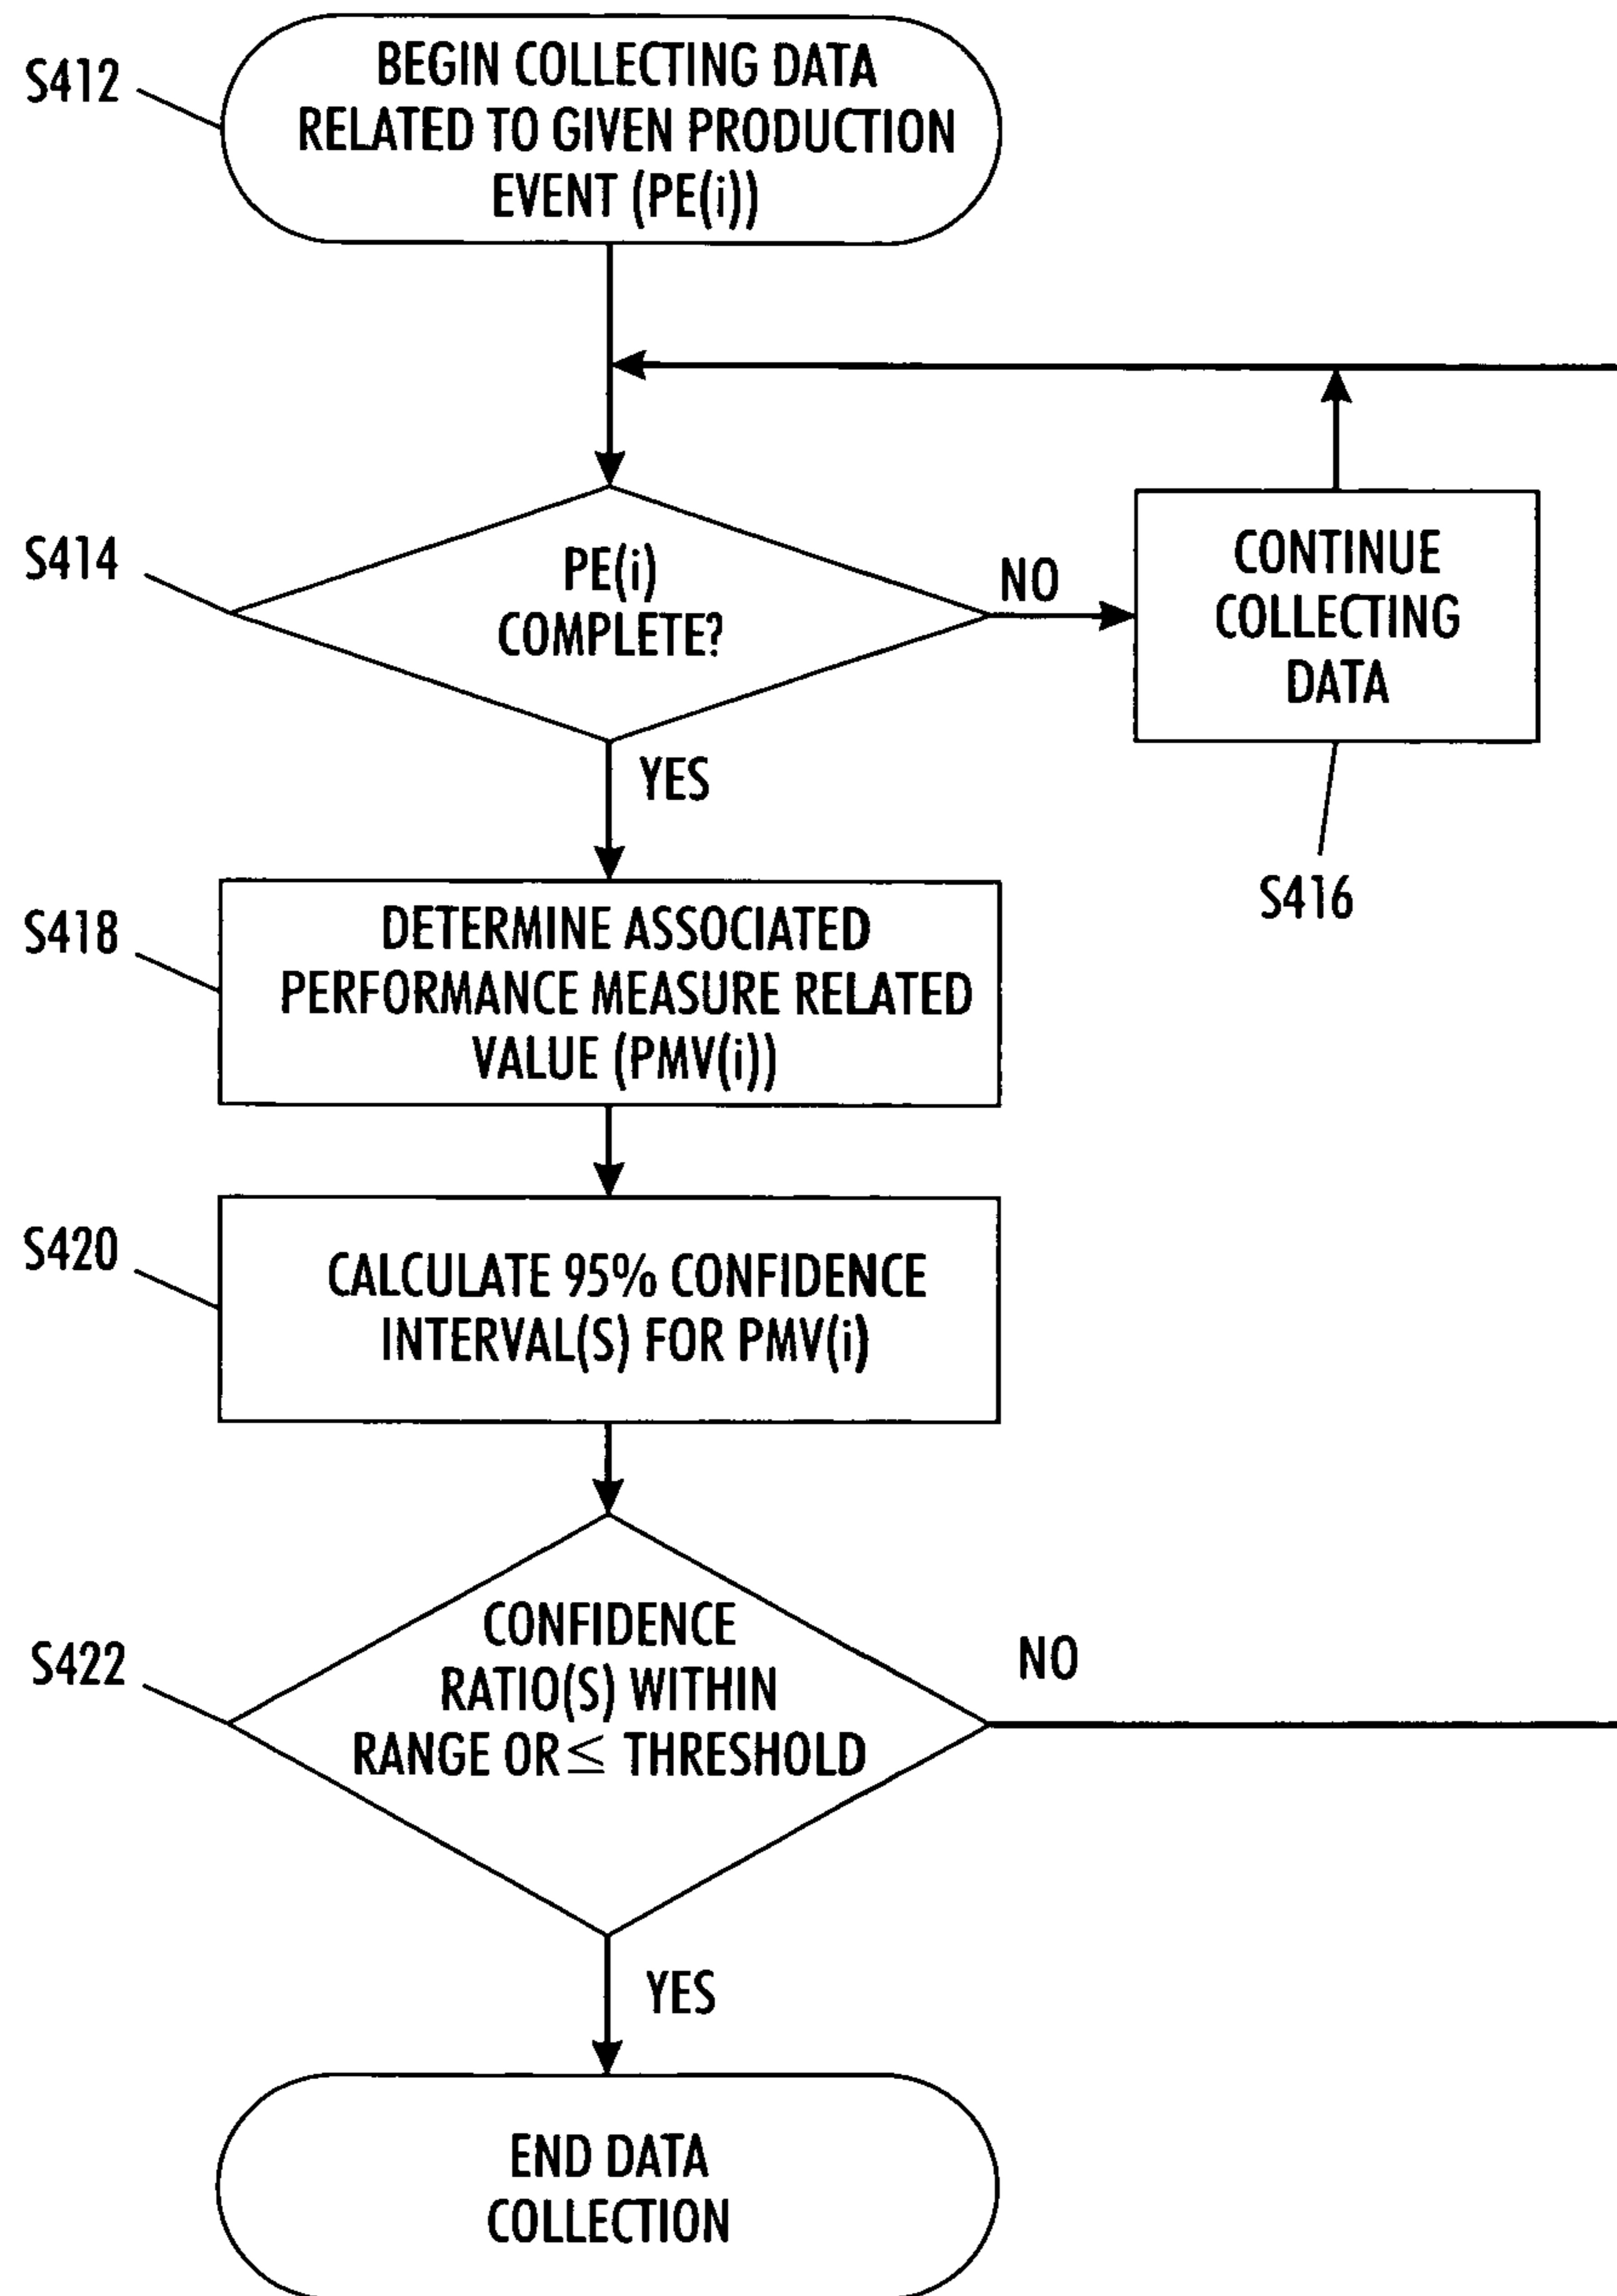 S412
BEGIN COLLECTING DATA
RELATED TO GIVEN PRODUCTION
EVENT (PE(i))
S414
PE(i)
COMPLETE?
NO
CONTINUE
COLLECTING
DATA
S416
YES
S418
DETERMINE ASSOCIATED
PERFORMANCE MEASURE RELATED
VALUE (PMV(i))
S420
CALCULATE 95% CONFIDENCE
INTERVAL(S) FOR PMV(i)
S422
CONFIDENCE
RATIO(S) WITHIN
RANGE OR ≤ THRESHOLD
NO
YES
END DATA
COLLECTION